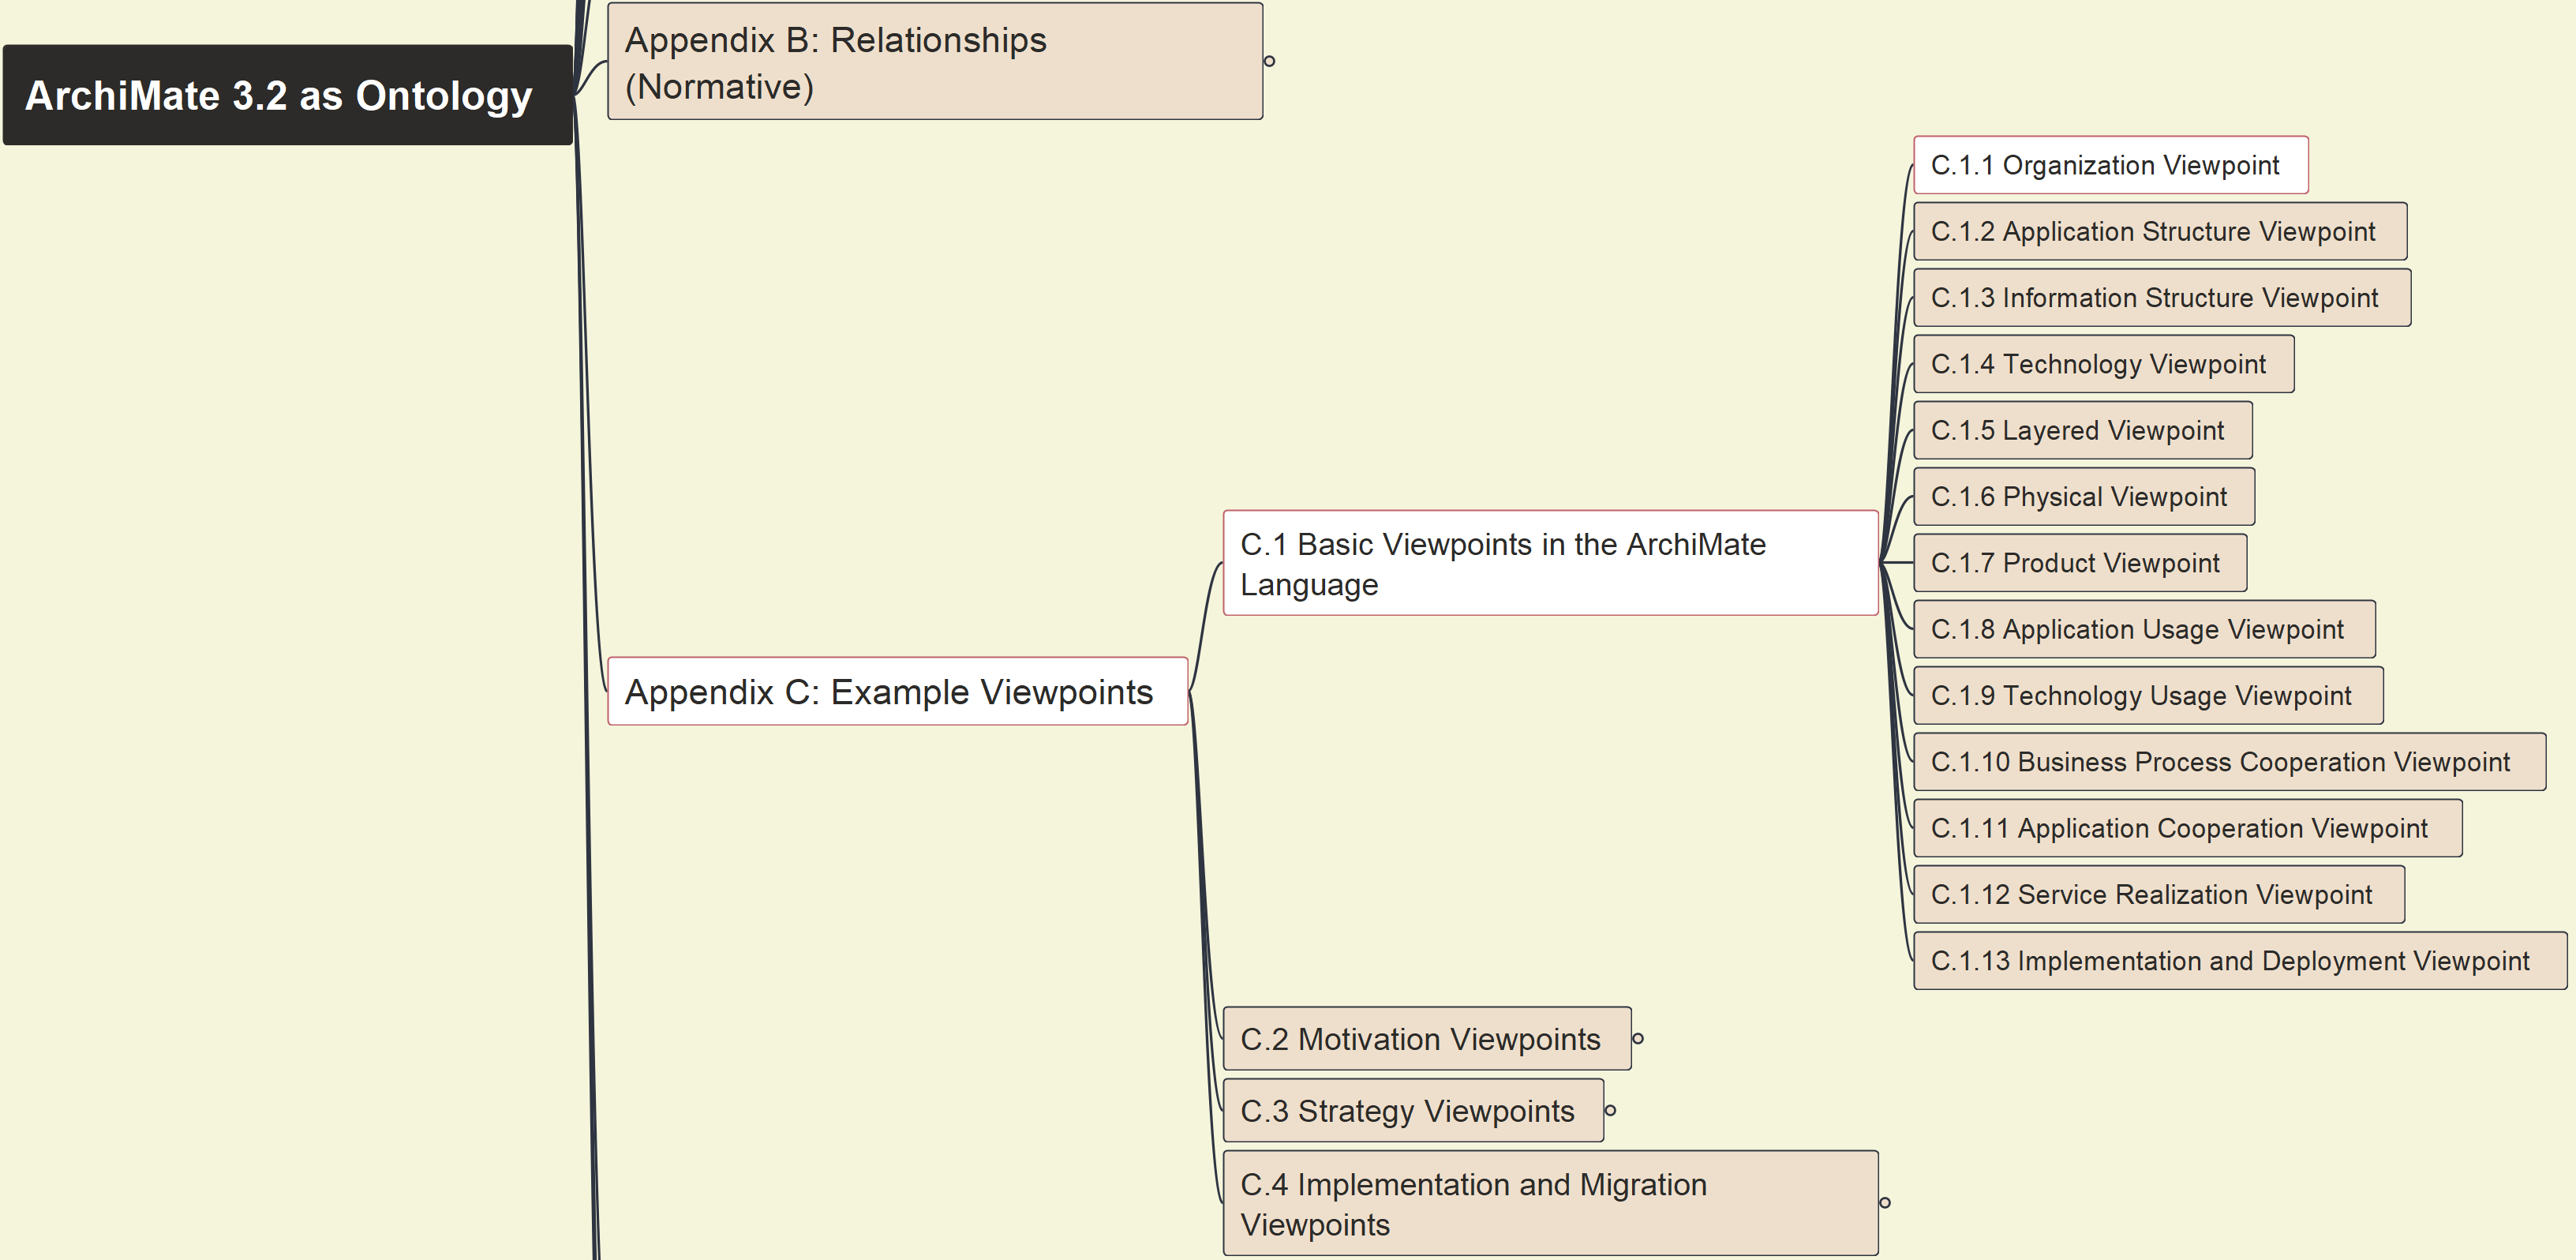 ArchiMate 3.2 as Ontology
Appendix B: Relationships
(Normative)
Appendix C: Example Viewpoints
C.1 Basic Viewpoints in the ArchiMate
Language
C.1.1 Organization Viewpoint
C.1.2 Application Structure Viewpoint
C.1.3 Information Structure Viewpoint
C.1.4 Technology Viewpoint
C.1.5 Layered Viewpoint
C.1.6 Physical Viewpoint
C.1.7 Product Viewpoint
C.1.8 Application Usage Viewpoint
C.1.9 Technology Usage Viewpoint
C.1.10 Business Process Cooperation Viewpoint
C.1.11 Application Cooperation Viewpoint
C.1.12 Service Realization Viewpoint
C.1.13 Implementation and Deployment Viewpoint
C.2 Motivation Viewpoints
C.3 Strategy Viewpoints
C.4 Implementation and Migration
Viewpoints